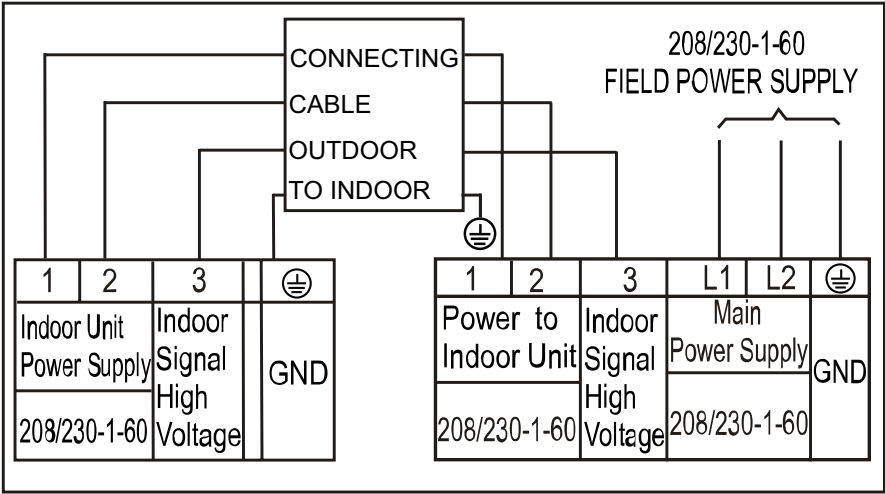 CONNECTING
CABLE
OUTDOOR
TO INDOOR
208/230-1-60
FIELD POWER SUPPLY
1 2 3
Indoor Unit
Power Supply
208/230-1-60
Indoor
Signal
High
Voltage
GND
1 2 3 L1 L2
Power to
Indoor Unit
208/230-1-60
Indoor
Signal
High
Voltage
Main
Power Supply
208/230-1-60
GND